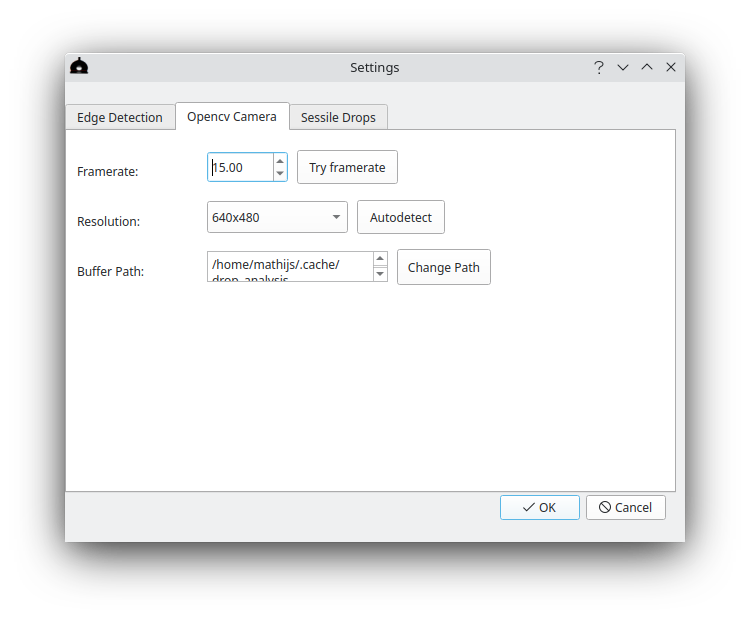 Settings
?
Edge Detection
Opencv Camera
Sessile Drops
Framerate:
15.00
Try framerate
Resolution:
640x480
Autodetect
Buffer Path:
/home/mathijs/.cache/
drop_analysis
Change Path
OK
Cancel